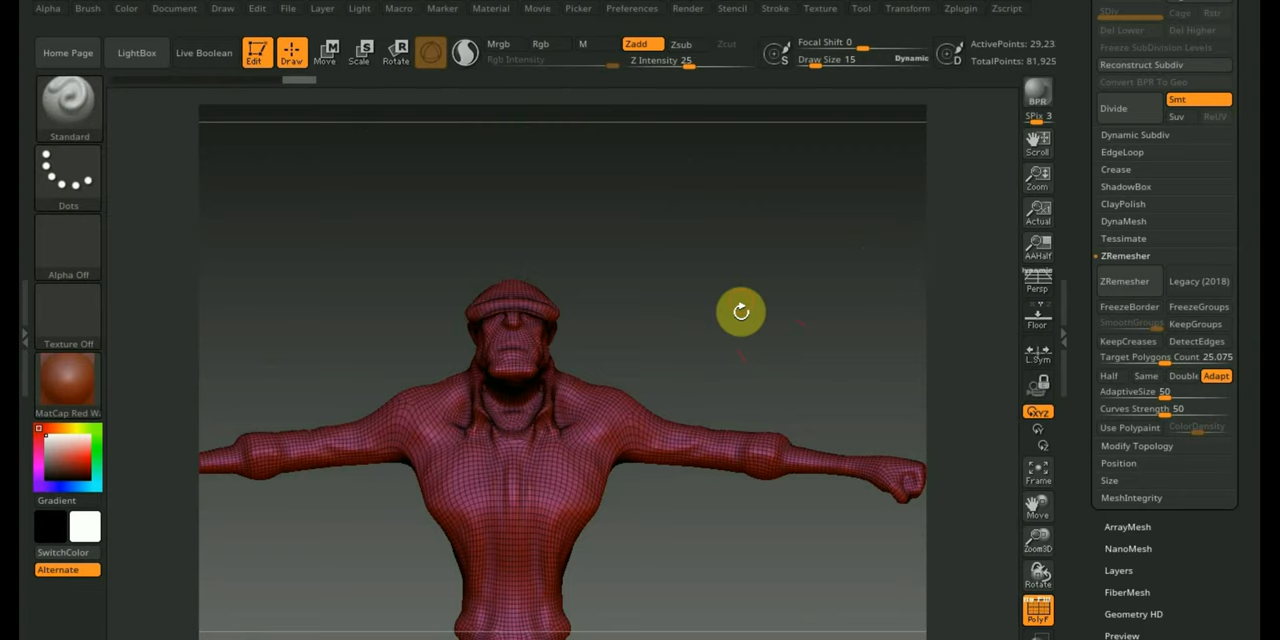 Alpha Brush Color Document Draw Edit File Layer Light Macro Marker Material Movie Picker Preferences Render Stencil Stroke Texture Tool Transform Zplugin Zscript
Home Page
LightBox
Live Boolean
Edit
Draw
Move
Scale
Rotate
Mrgb Rgb M
Rgb Intensity
Zadd Zsub Zcut
Z Intensity 25
S
Focal Shift 0
Draw Size 15 Dynamic
D
ActivePoints: 29,23
TotalPoints: 81,925
Standard
Dots
Alpha Off
Texture Off
MatCap Red Wa
Gradient
SwitchColor
Alternate
BPR
SPix 3
Scroll
Zoom
Actual
AAHalf
Dynamic
Persp
Floor
L.Sym
XYZ
Y
Z
Frame
Move
Zoom3D
Rotate
PolyF
SDiv Cage Rstr
Del Lower Del Higher
Freeze SubDivision Levels
Reconstruct Subdiv
Convert BPR To Geo
Divide
Smt
Suv ReUV
Dynamic Subdiv
EdgeLoop
Crease
ShadowBox
ClayPolish
DynaMesh
Tessimate
ZRemesher
ZRemesher Legacy (2018)
FreezeBorder FreezeGroups
SmoothGroups KeepGroups
KeepCreases DetectEdges
Target Polygons Count 25.075
Half Same Double Adapt
AdaptiveSize 50
Curves Strength 50
Use Polypaint ColorDensity
Modify Topology
Position
Size
MeshIntegrity
ArrayMesh
NanoMesh
Layers
FiberMesh
Geometry HD
Preview